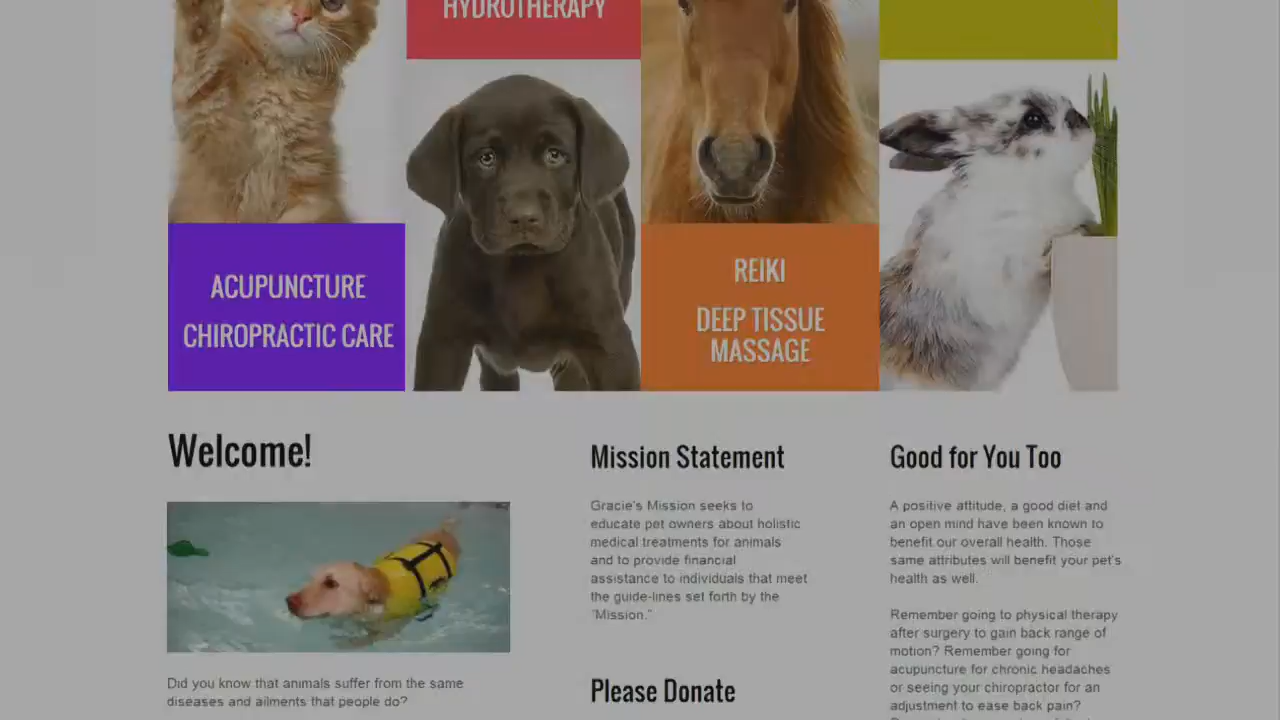 HYDROTHERAPY
ACUPUNCTURE
CHIROPRACTIC CARE
REIKI
DEEP TISSUE
MASSAGE
Welcome!
Did you know that animals suffer from the same
diseases and ailments that people do?
Mission Statement
Gracie's Mission seeks to
educate pet owners about holistic
medical treatments for animals
and to provide financial
assistance to individuals that meet
the guide-lines set forth by the
"Mission."
Please Donate
Good for You Too
A positive attitude, a good diet and
an open mind have been known to
benefit our overall health. Those
same attributes will benefit your pet's
health as well.
Remember going to physical therapy
after surgery to gain back range of
motion? Remember going for
acupuncture for chronic headaches
or seeing your chiropractor for an
adjustment to ease back pain?